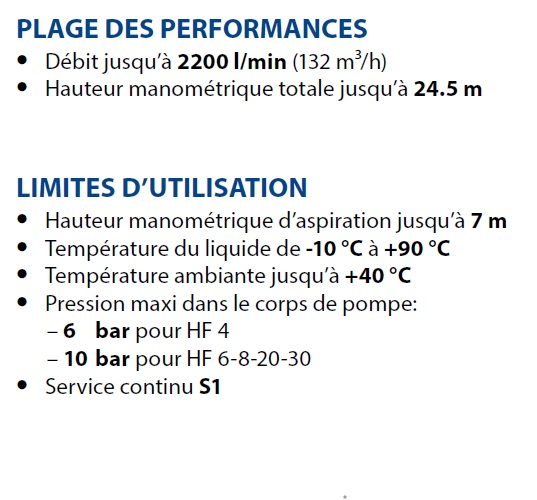 PLAGE DES PERFORMANCES
• Débit jusqu’à 2200 l/min (132 m³/h)
• Hauteur manométrique totale jusqu’à 24.5 m
LIMITES D’UTILISATION
• Hauteur manométrique d’aspiration jusqu’à 7 m
• Température du liquide de -10 °C à +90 °C
• Température ambiante jusqu’à +40 °C
• Pression maxi dans le corps de pompe:
– 6 bar pour HF 4
– 10 bar pour HF 6-8-20-30
• Service continu S1